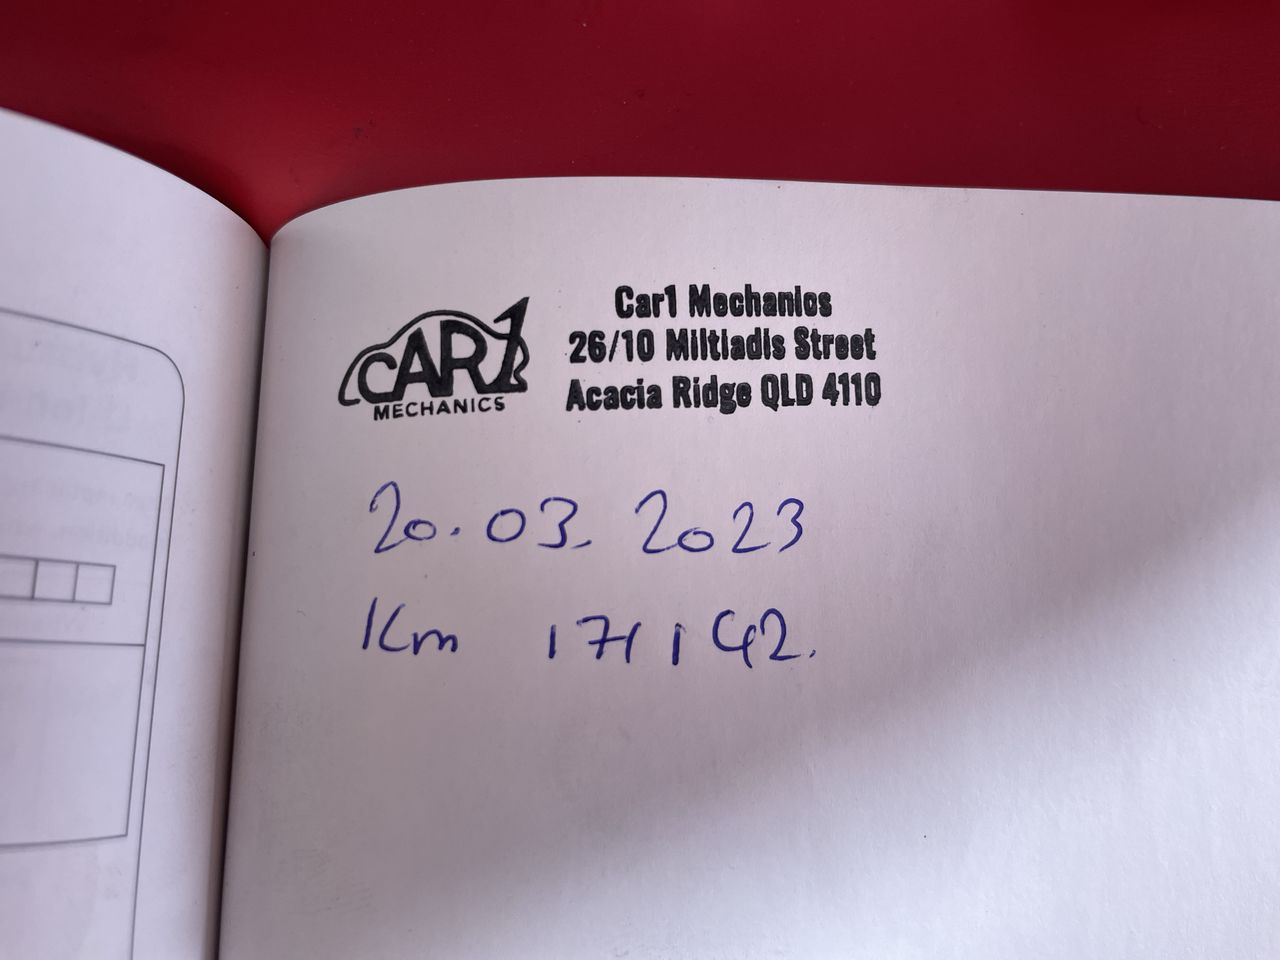 CAR1
MECHANICS
Car1 Mechanics
26/10 Miltiadis Street
Acacia Ridge QLD 4110
20.03.2023
Km 171142.